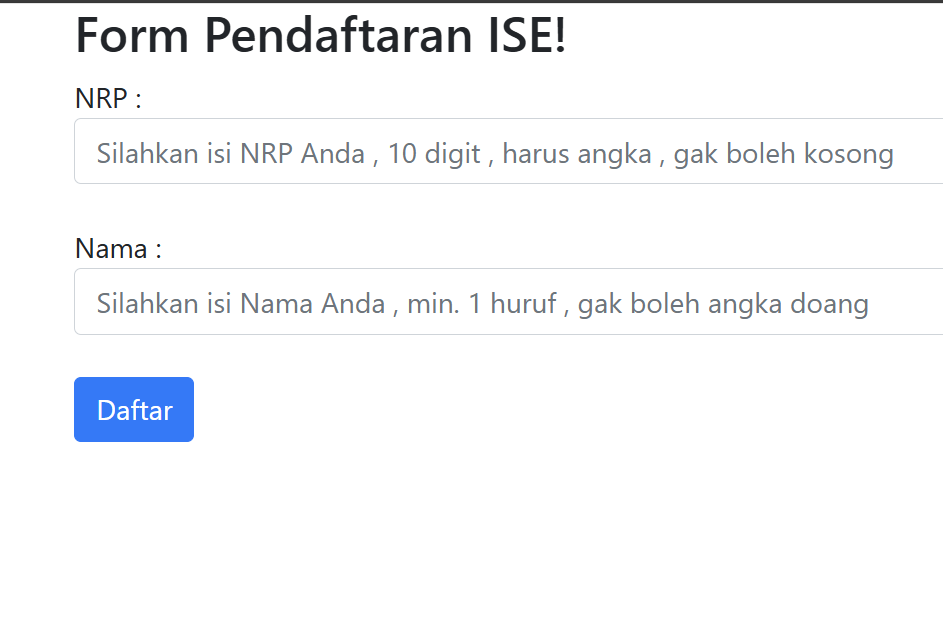 Form Pendaftaran ISE!
NRP :
Silahkan isi NRP Anda , 10 digit , harus angka , gak boleh kosong
Nama :
Silahkan isi Nama Anda , min. 1 huruf , gak boleh angka doang
Daftar